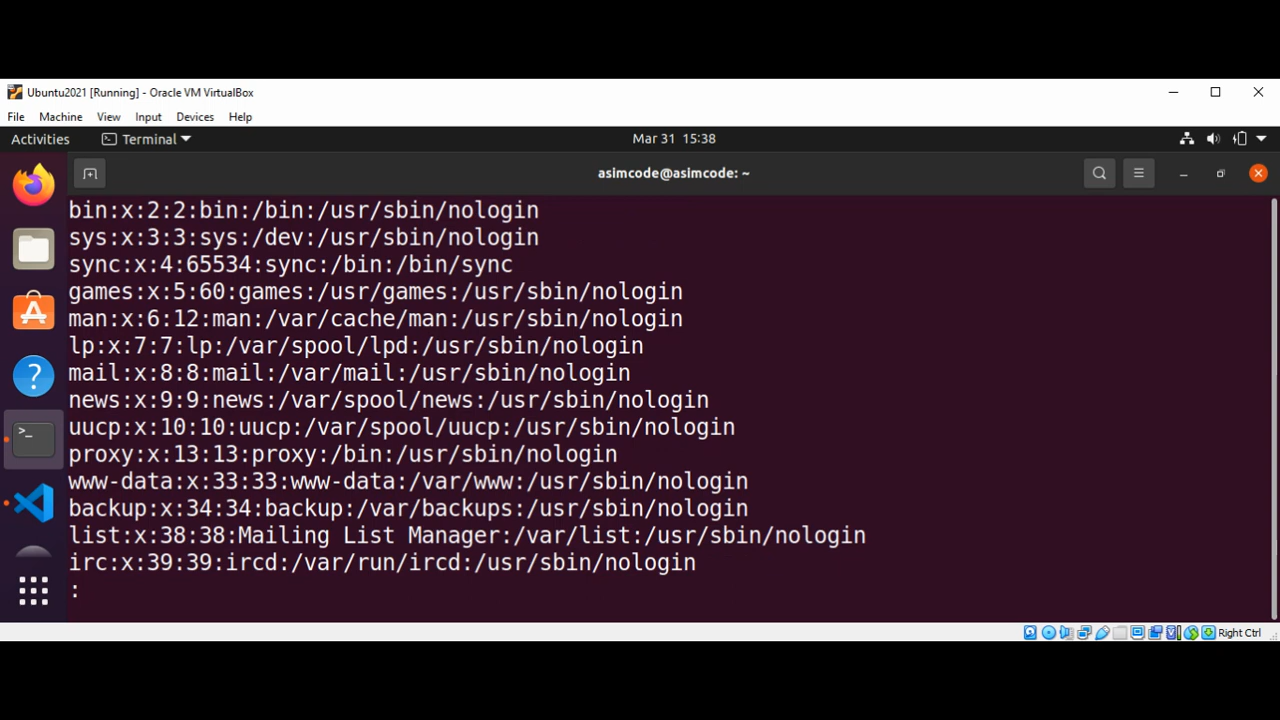 Ubuntu2021 [Running] - Oracle VM VirtualBox
File Machine View Input Devices Help
Activities Terminal Mar 31 15:38
asimcode@asimcode: ~
bin:x:2:2:bin:/bin:/usr/sbin/nologin
sys:x:3:3:sys:/dev:/usr/sbin/nologin
sync:x:4:65534:sync:/bin:/bin/sync
games:x:5:60:games:/usr/games:/usr/sbin/nologin
man:x:6:12:man:/var/cache/man:/usr/sbin/nologin
lp:x:7:7:lp:/var/spool/lpd:/usr/sbin/nologin
mail:x:8:8:mail:/var/mail:/usr/sbin/nologin
news:x:9:9:news:/var/spool/news:/usr/sbin/nologin
uucp:x:10:10:uucp:/var/spool/uucp:/usr/sbin/nologin
proxy:x:13:13:proxy:/bin:/usr/sbin/nologin
www-data:x:33:33:www-data:/var/www:/usr/sbin/nologin
backup:x:34:34:backup:/var/backups:/usr/sbin/nologin
list:x:38:38:Mailing List Manager:/var/list:/usr/sbin/nologin
irc:x:39:39:ircd:/var/run/ircd:/usr/sbin/nologin
:
Right Ctrl